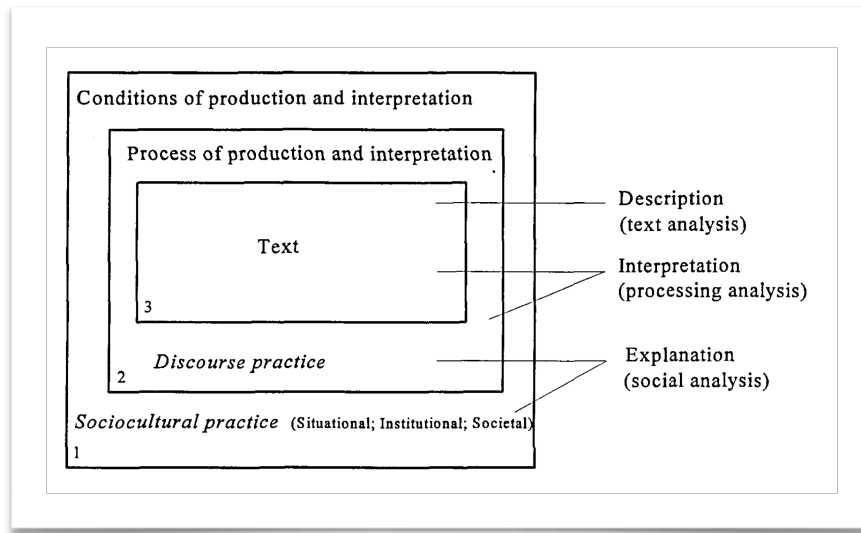 Conditions of production and interpretation
Process of production and interpretation
Text
3
Discourse practice
2
Sociocultural practice (Situational; Institutional; Societal)
1
Description
(text analysis)
Interpretation
(processing analysis)
Explanation
(social analysis)